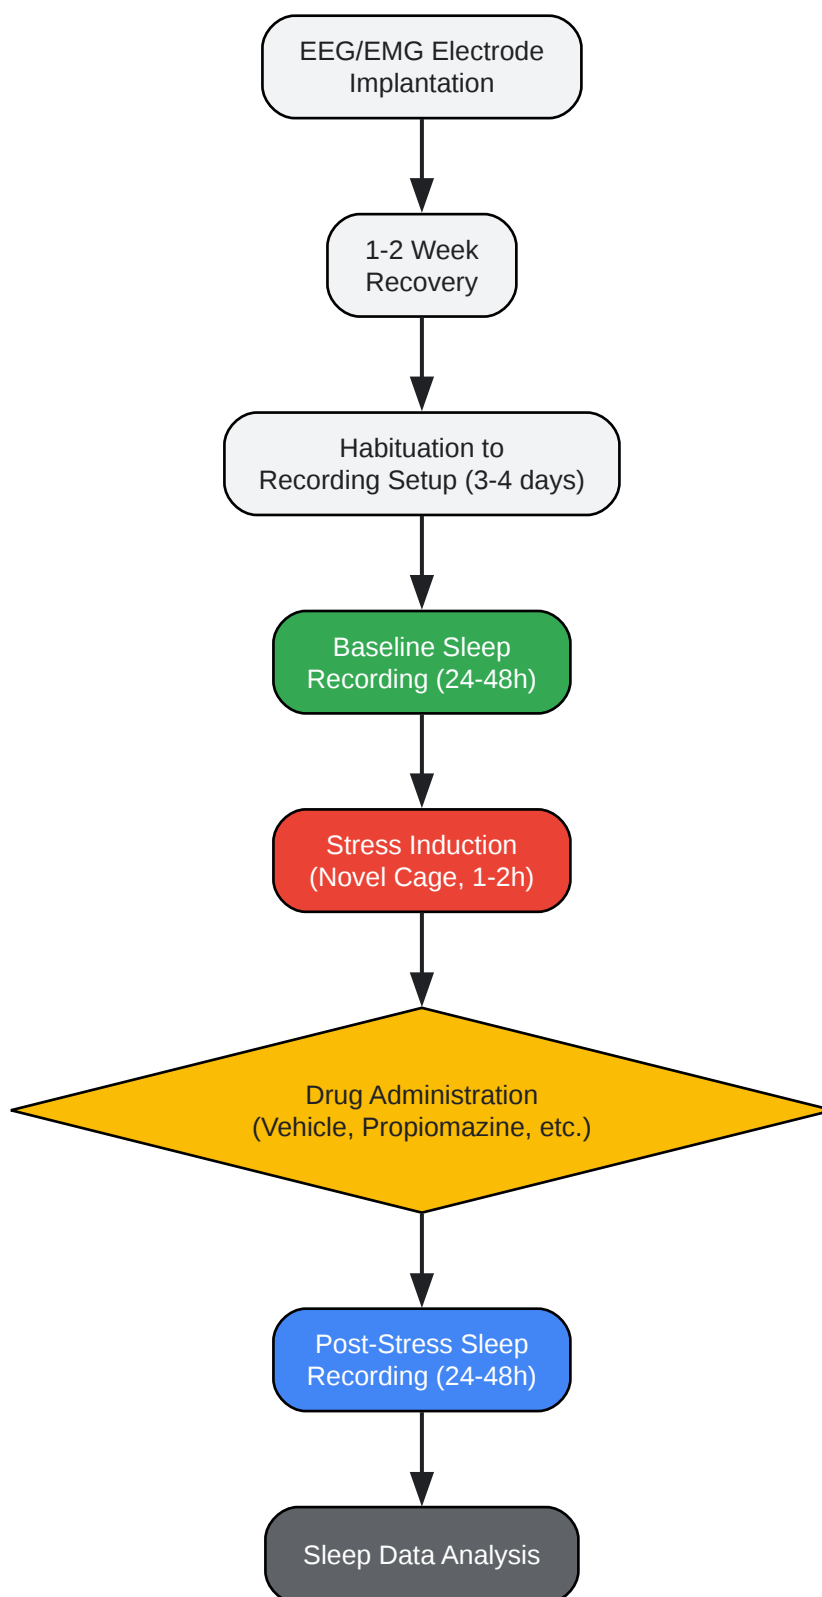 EEG/EMG Electrode
Implantation
1-2 Week
Recovery
Habituation to
Recording Setup (3-4 days)
Baseline Sleep
Recording (24-48h)
Stress Induction
(Novel Cage, 1-2h)
Drug Administration
(Vehicle, Propiomazine, etc.)
Post-Stress Sleep
Recording (24-48h)
Sleep Data Analysis